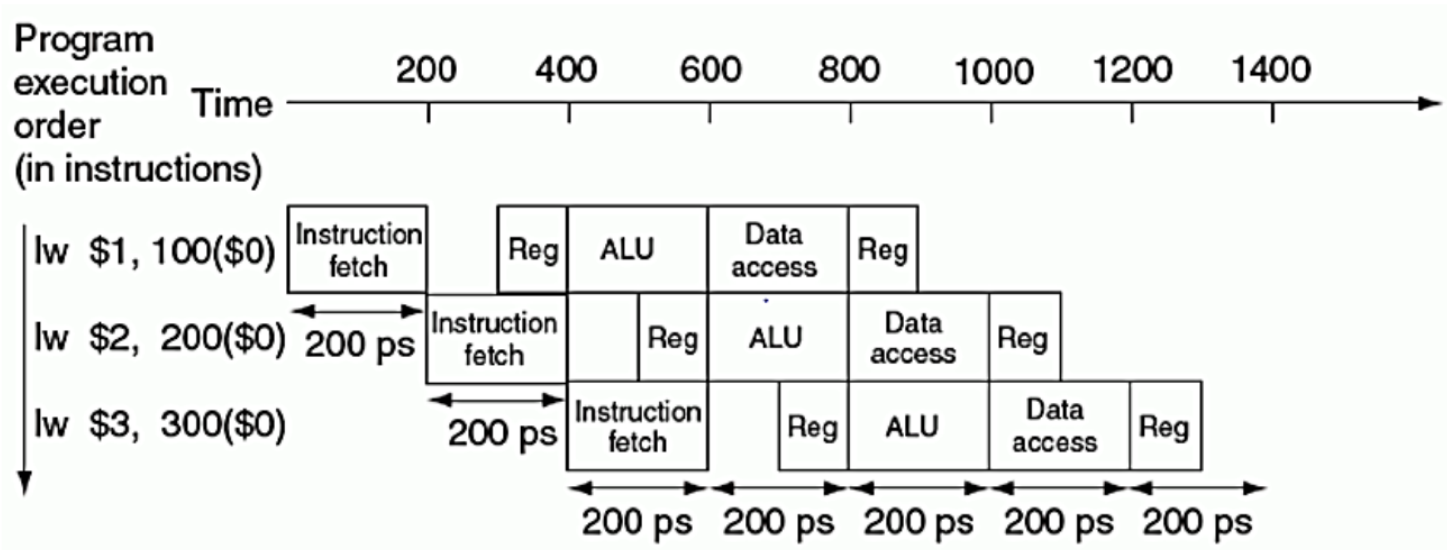 Program
execution
order
(in instructions)
Time
200 400 600 800 1000 1200 1400
lw $1, 100($0)
Instruction
fetch
Reg
ALU
Data
access
Reg
200 ps
lw $2, 200($0)
Instruction
fetch
Reg
ALU
Data
access
Reg
200 ps
lw $3, 300($0)
Instruction
fetch
Reg
ALU
Data
access
Reg
200 ps 200 ps 200 ps 200 ps 200 ps